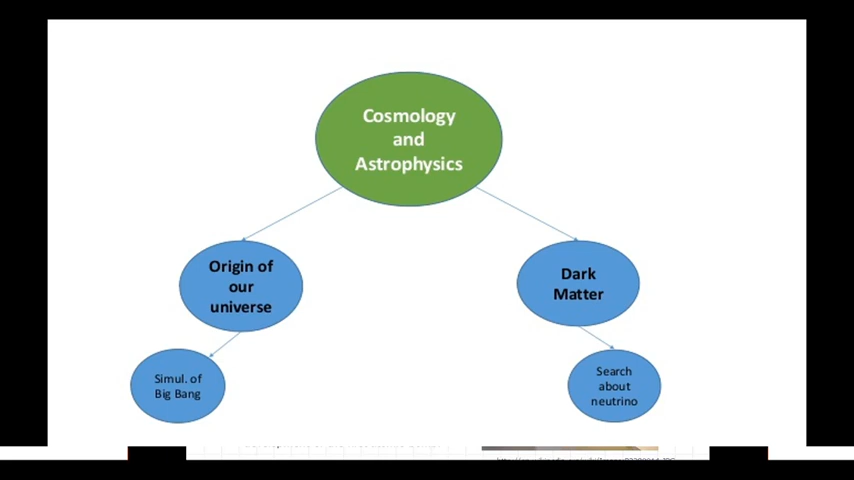 Cosmology
and
Astrophysics
Origin of
our
universe
Dark
Matter
Simul. of
Big Bang
Search
about
neutrino